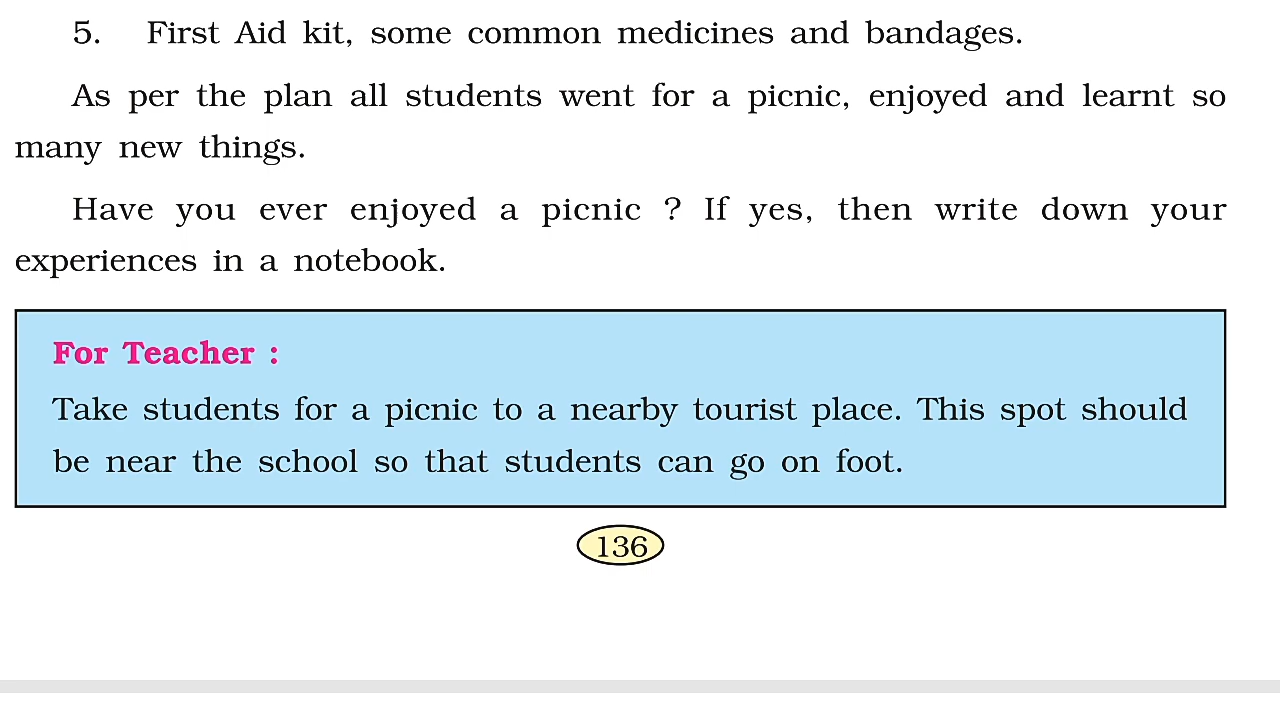 5. First Aid kit, some common medicines and bandages.
As per the plan all students went for a picnic, enjoyed and learnt so
many new things.
Have you ever enjoyed a picnic ? If yes, then write down your
experiences in a notebook.
For Teacher :
Take students for a picnic to a nearby tourist place. This spot should
be near the school so that students can go on foot.
136